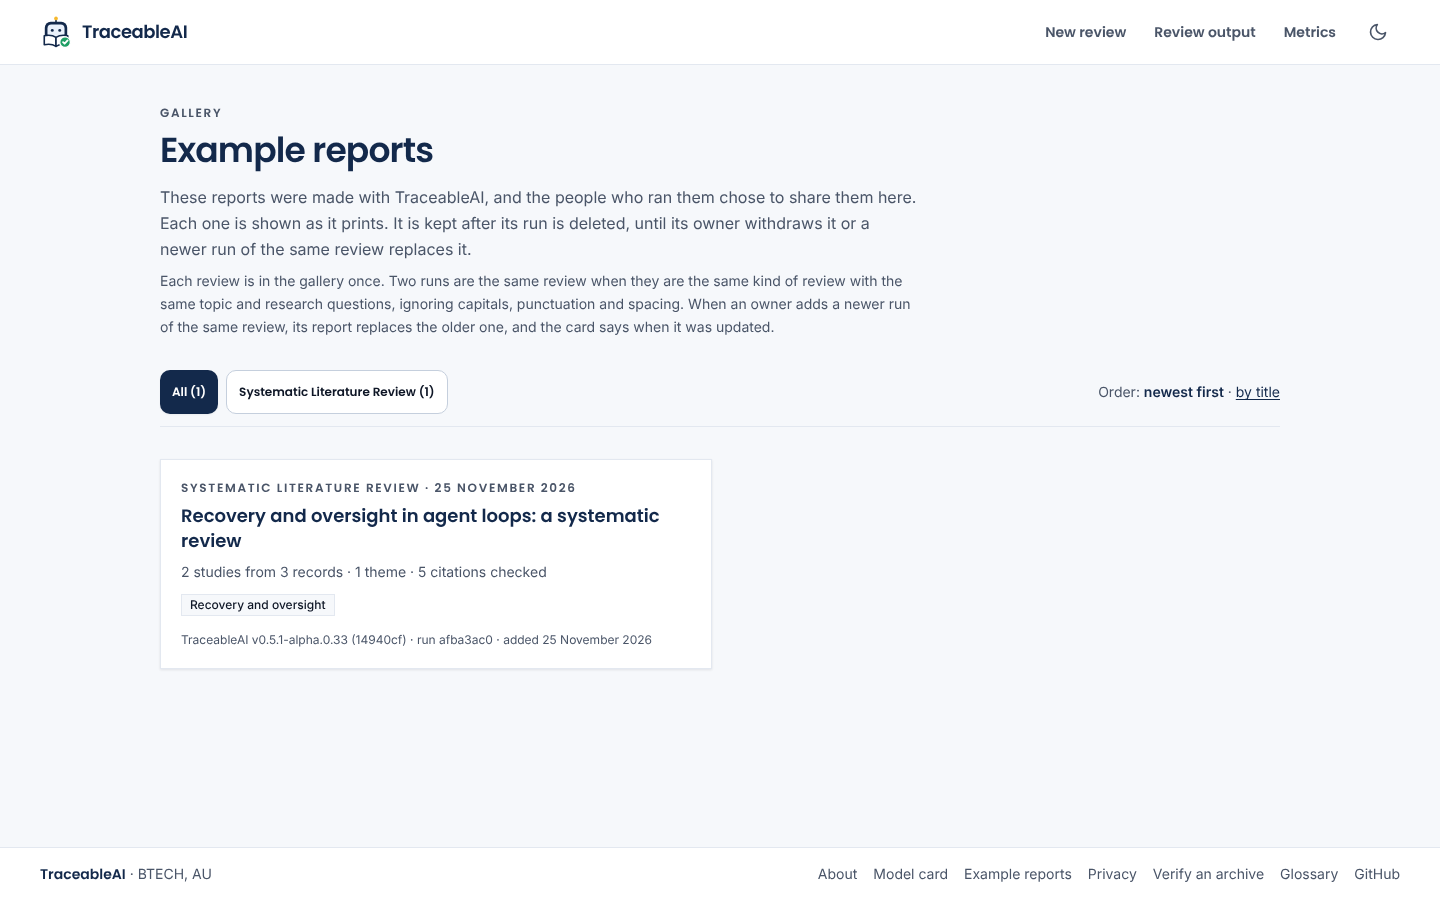 TraceableAI
New review
Review output
Metrics
GALLERY
Example reports
These reports were made with TraceableAI, and the people who ran them chose to share them here.
Each one is shown as it prints. It is kept after its run is deleted, until its owner withdraws it or a
newer run of the same review replaces it.
Each review is in the gallery once. Two runs are the same review when they are the same kind of review with the
same topic and research questions, ignoring capitals, punctuation and spacing. When an owner adds a newer run
of the same review, its report replaces the older one, and the card says when it was updated.
All (1)
Systematic Literature Review (1)
Order: newest first · by title
SYSTEMATIC LITERATURE REVIEW · 25 NOVEMBER 2026
Recovery and oversight in agent loops: a systematic
review
2 studies from 3 records · 1 theme · 5 citations checked
Recovery and oversight
TraceableAI v0.5.1-alpha.0.33 (14940cf) · run afba3ac0 · added 25 November 2026
TraceableAI · BTECH, AU
About
Model card
Example reports
Privacy
Verify an archive
Glossary
GitHub